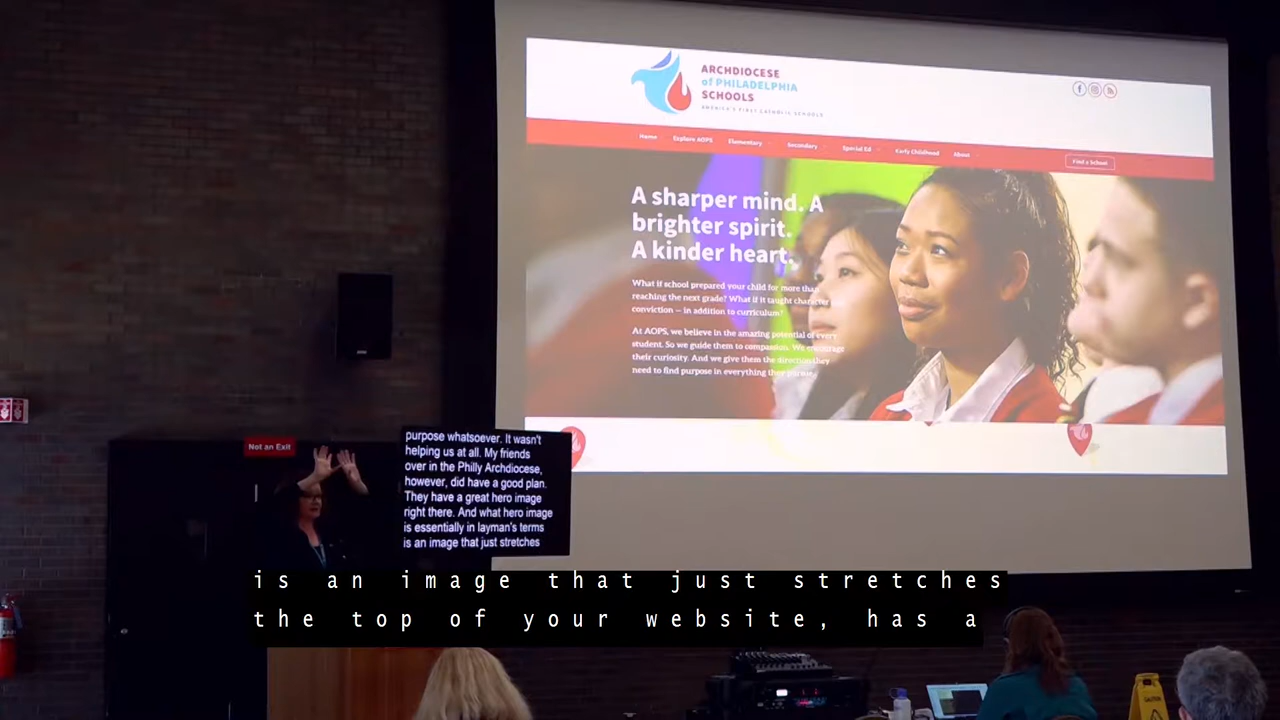 ARCHDIOCESE
of PHILADELPHIA
SCHOOLS
AMERICA'S FIRST CATHOLIC SCHOOLS
Home Explore AOPS Elementary Secondary Special Ed Early Childhood About Find a School
A sharper mind. A
brighter spirit.
A kinder heart.
What if school prepared your child for more than
reaching the next grade? What if it taught character
conviction — in addition to curriculum?
At AOPS, we believe in the amazing potential of every
student. So we guide them to compassion. We encourage
their curiosity. And we give them the direction they
need to find purpose in everything they
Not an Exit
purpose whatsoever. It wasn't
helping us at all. My friends
over in the Philly Archdiocese,
however, did have a good plan.
They have a great hero image
right there. And what hero image
is essentially in layman's terms
is an image that just stretches
is an image that just stretches
the top of your website, has a
CAUTION